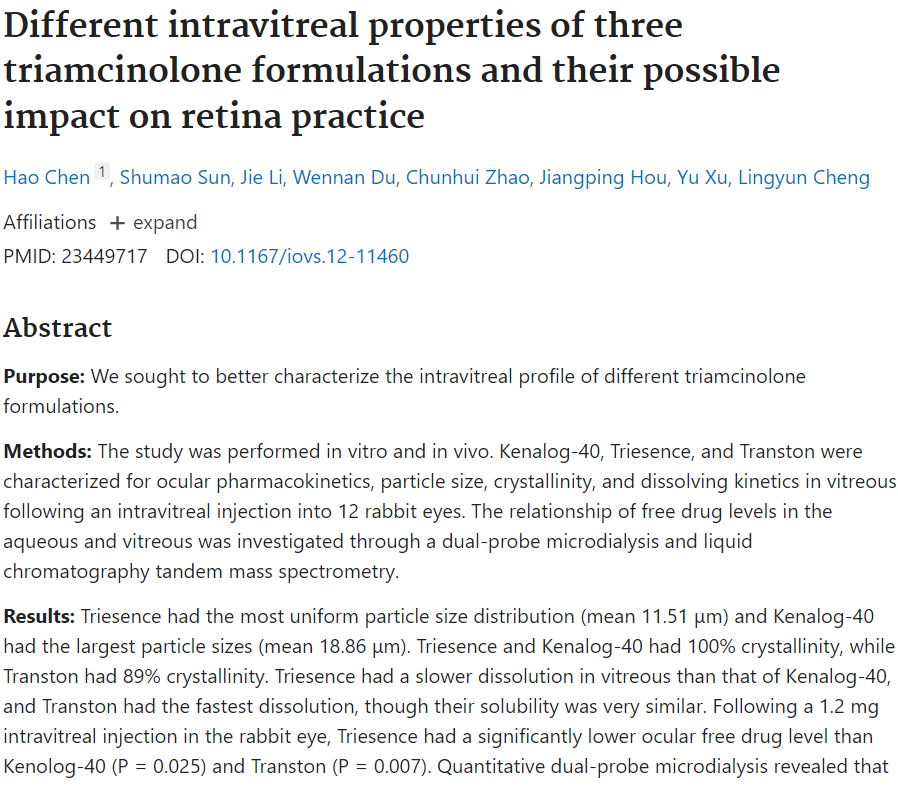 Different intravitreal properties of three
triamcinolone formulations and their possible
impact on retina practice
Hao Chen 1, Shumao Sun, Jie Li, Wennan Du, Chunhui Zhao, Jiangping Hou, Yu Xu, Lingyun Cheng
Affiliations + expand
PMID: 23449717 DOI: 10.1167/iovs.12-11460
Abstract
Purpose: We sought to better characterize the intravitreal profile of different triamcinolone
formulations.
Methods: The study was performed in vitro and in vivo. Kenalog-40, Triesence, and Transton were
characterized for ocular pharmacokinetics, particle size, crystallinity, and dissolving kinetics in vitreous
following an intravitreal injection into 12 rabbit eyes. The relationship of free drug levels in the
aqueous and vitreous was investigated through a dual-probe microdialysis and liquid
chromatography tandem mass spectrometry.
Results: Triesence had the most uniform particle size distribution (mean 11.51 μm) and Kenalog-40
had the largest particle sizes (mean 18.86 μm). Triesence and Kenalog-40 had 100% crystallinity, while
Transton had 89% crystallinity. Triesence had a slower dissolution in vitreous than that of Kenalog-40,
and Transton had the fastest dissolution, though their solubility was very similar. Following a 1.2 mg
intravitreal injection in the rabbit eye, Triesence had a significantly lower ocular free drug level than
Kenolog-40 (P = 0.025) and Transton (P = 0.007). Quantitative dual-probe microdialysis revealed that